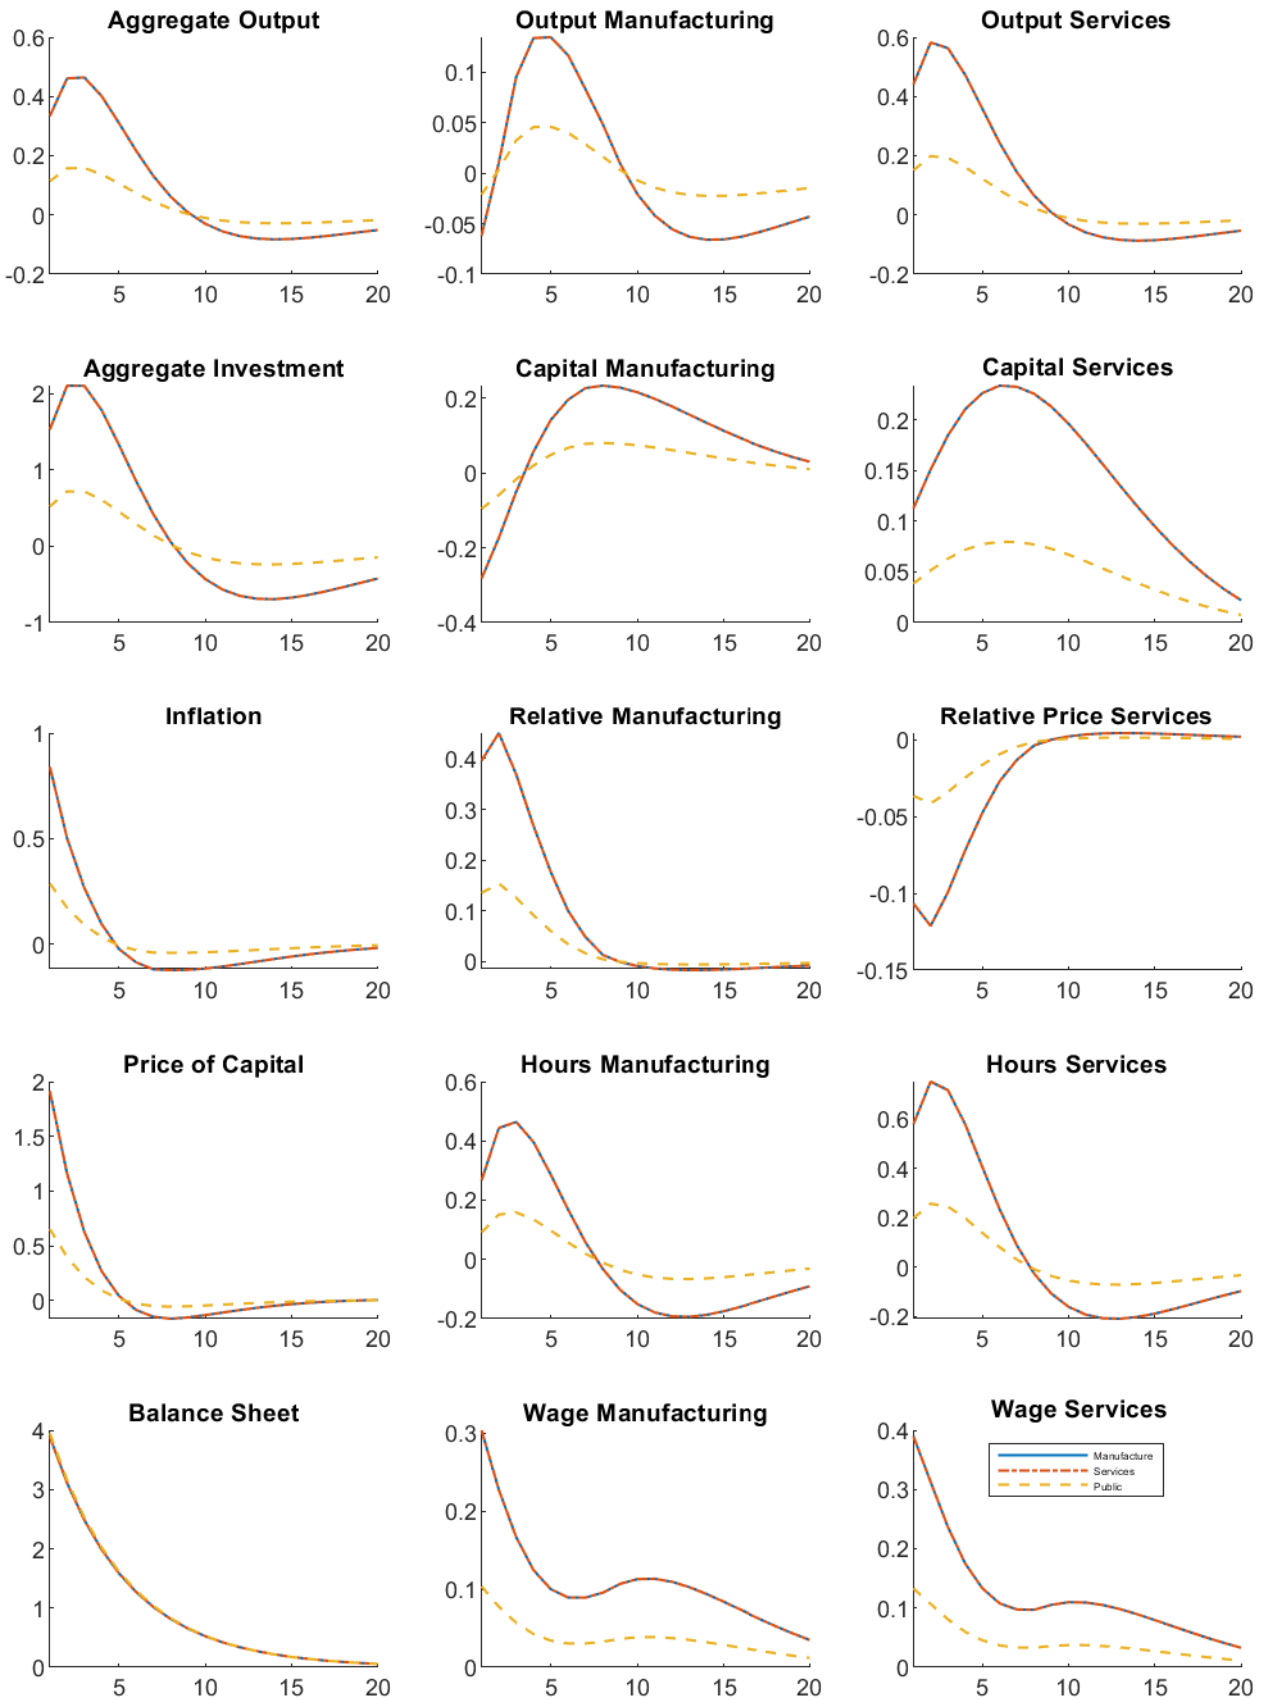 Aggregate Output
0.6
0.4
0.2
0
-0.2
5 10 15 20
Output Manufacturing
0.1
0.05
0
-0.05
-0.1
5 10 15 20
Output Services
0.6
0.4
0.2
0
-0.2
5 10 15 20
Aggregate Investment
2
1
0
-1
5 10 15 20
Capital Manufacturing
0.2
0
-0.2
-0.4
5 10 15 20
Capital Services
0.2
0.15
0.1
0.05
0
5 10 15 20
Inflation
1
0.5
0
5 10 15 20
Relative Manufacturing
0.4
0.3
0.2
0.1
0
5 10 15 20
Relative Price Services
0
-0.05
-0.1
-0.15
5 10 15 20
Price of Capital
2
1.5
1
0.5
0
5 10 15 20
Hours Manufacturing
0.6
0.4
0.2
0
-0.2
5 10 15 20
Hours Services
0.6
0.4
0.2
0
-0.2
5 10 15 20
Balance Sheet
4
3
2
1
0
5 10 15 20
Wage Manufacturing
0.3
0.2
0.1
0
5 10 15 20
Wage Services
0.4
0.3
0.2
0.1
0
5 10 15 20
Manufacture
Services
Public